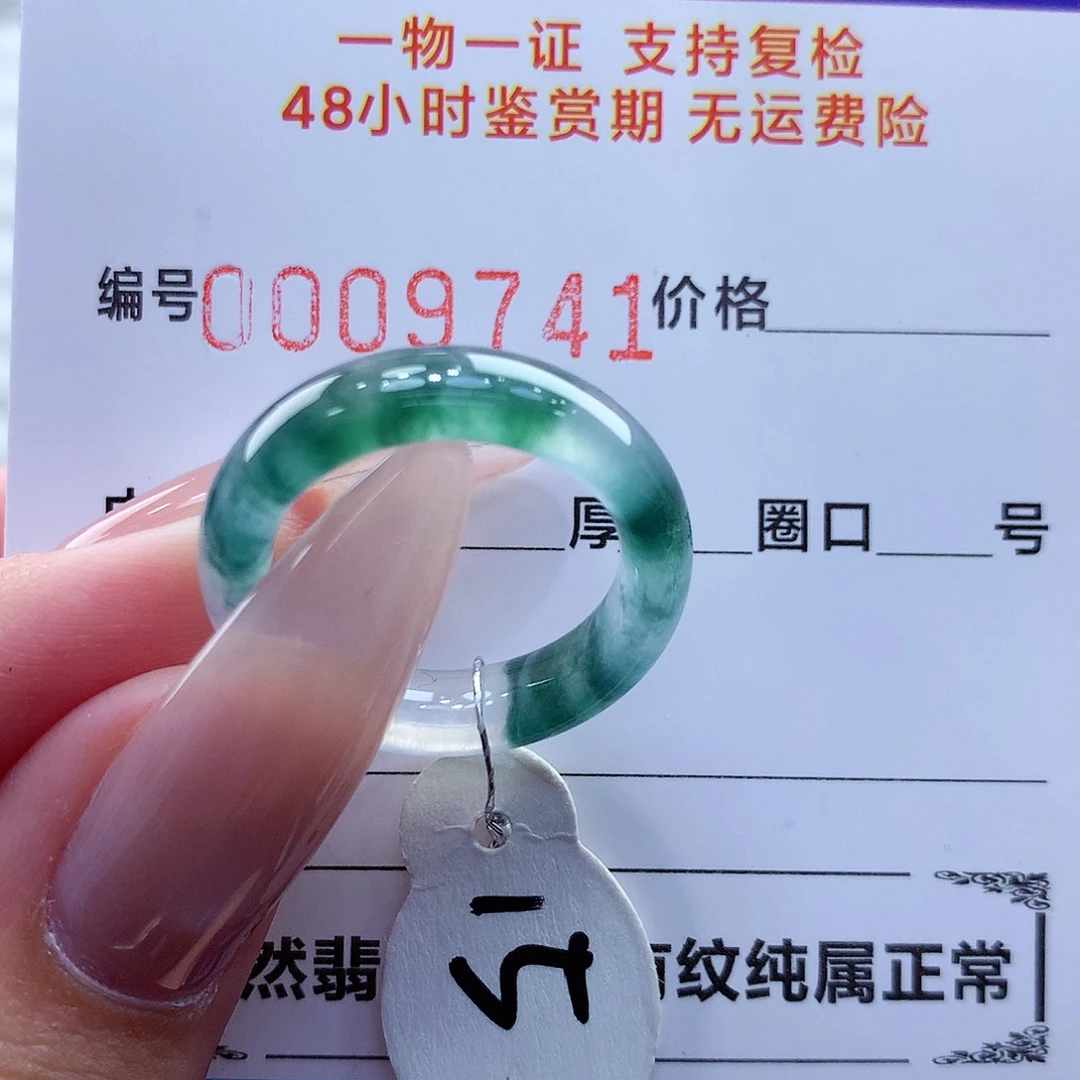 一物一证 支持复检
48小时鉴赏期 无运费险
编号0009741价格
厚 圈口 号
然翡 纹纯属正常